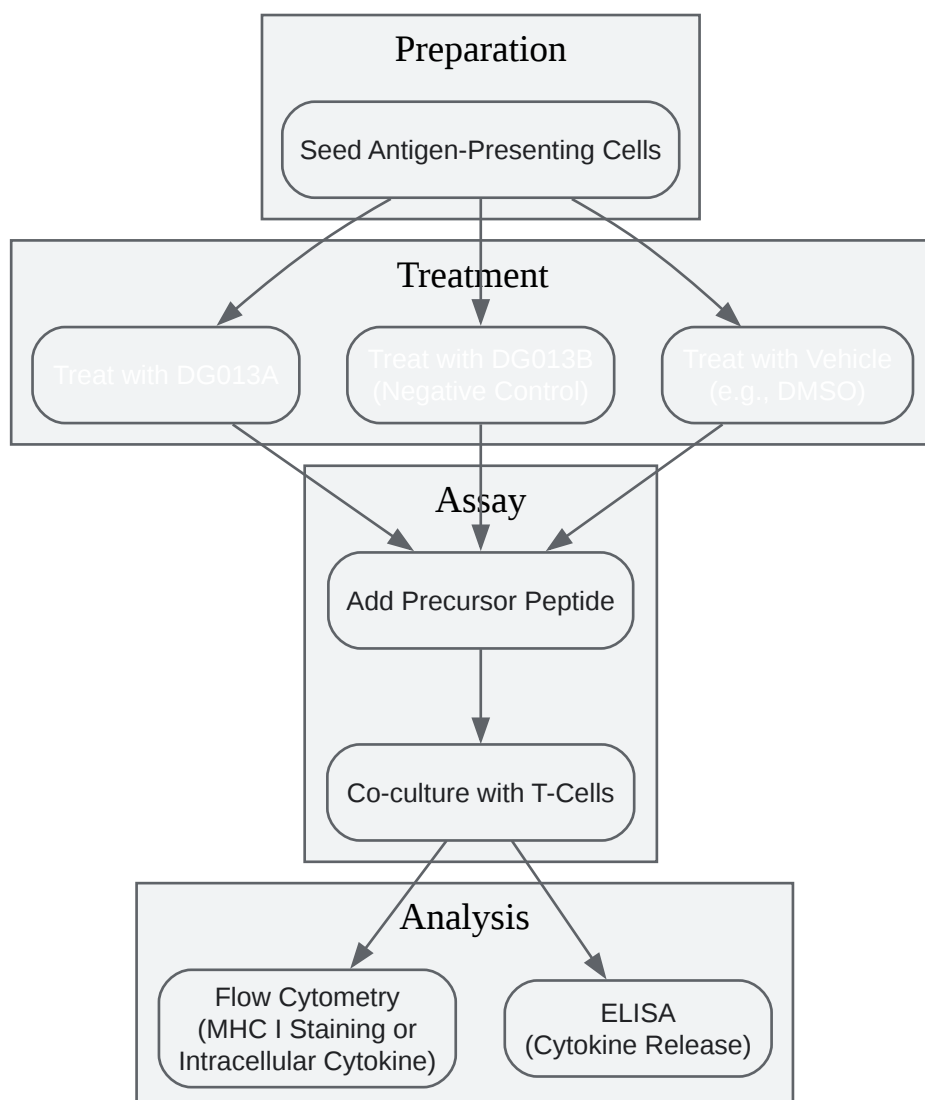 Preparation
Seed Antigen-Presenting Cells
Treatment
Treat with DG013A
Treat with DG013B
(Negative Control)
Treat with Vehicle
(e.g., DMSO)
Assay
Add Precursor Peptide
Co-culture with T-Cells
Analysis
Flow Cytometry
(MHC I Staining or
Intracellular Cytokine)
ELISA
(Cytokine Release)